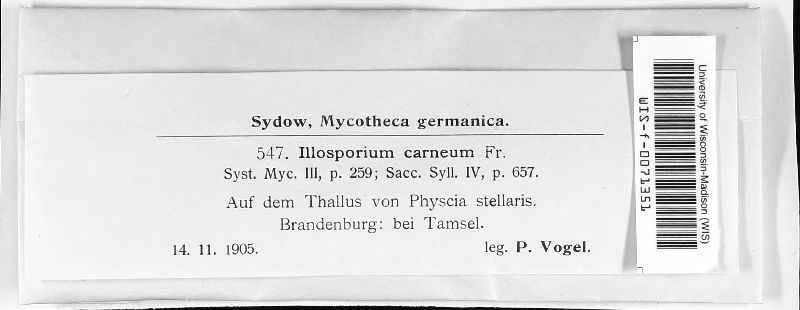 Sydow, Mycotheca germanica.
547. Illosporium carneum Fr.
Syst. Myc. III, p. 259; Sacc. Syll. IV, p. 657.
Auf dem Thallus von Physcia stellaris.
Brandenburg: bei Tamsel.
14. 11. 1905. leg. P. Vogel.
University of Wisconsin-Madison (WIS)
WIS-f-0071351